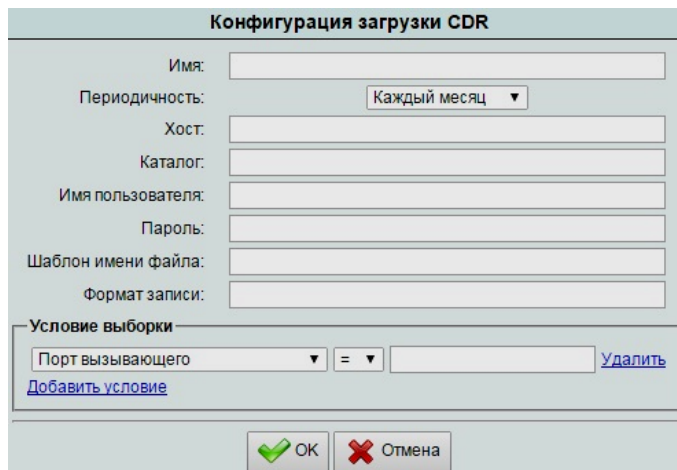 Конфигурация загрузки CDR
Имя:
Периодичность: Каждый месяц
Хост:
Каталог:
Имя пользователя:
Пароль:
Шаблон имени файла:
Формат записи:
Условие выборки
Порт вызывающего = Удалить
Добавить условие
OK Отмена